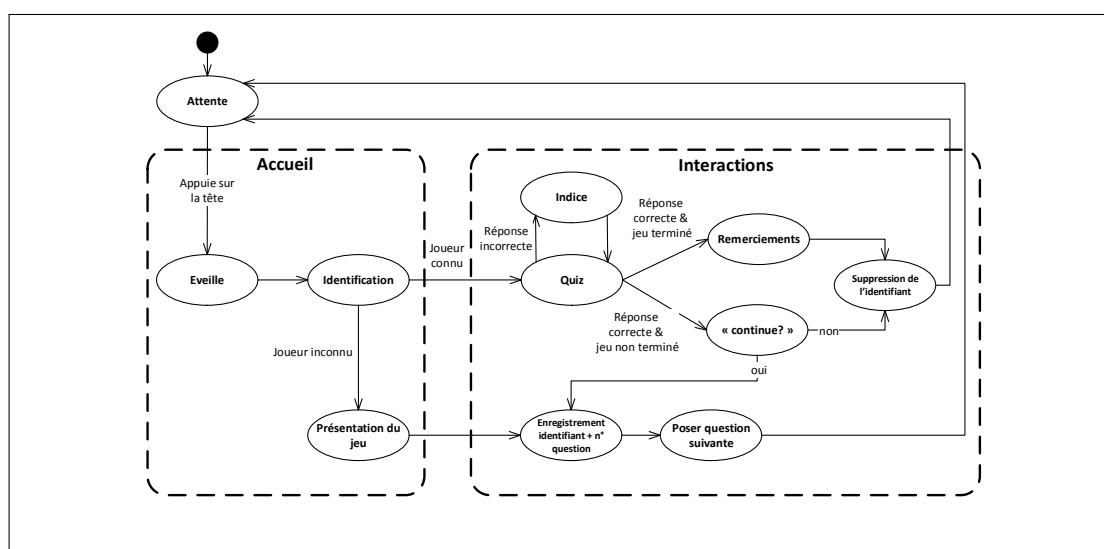 Attente
Accueil
Interactions
Appuie sur
la tête
Indice
Réponse
incorrecte
Réponse
correcte &
jeu terminé
Remerciements
Joueur
connu
Eveille
Identification
Quiz
Suppression de
l'identifiant
Réponse
correcte &
jeu non terminé
« continue? »
non
Joueur inconnu
oui
Présentation du
jeu
Enregistrement
identifiant + n°
question
Poser question
suivante